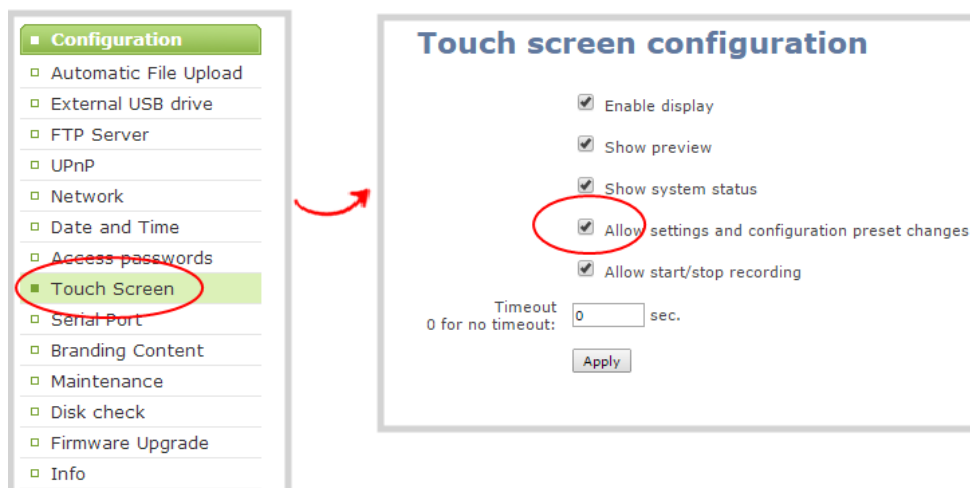 Configuration
Automatic File Upload
External USB drive
FTP Server
UPnP
Network
Date and Time
Access passwords
Touch Screen
Serial Port
Branding Content
Maintenance
Disk check
Firmware Upgrade
Info
Touch screen configuration
Enable display
Show preview
Show system status
Allow settings and configuration preset changes
Allow start/stop recording
Timeout
0 for no timeout:
0 sec.
Apply